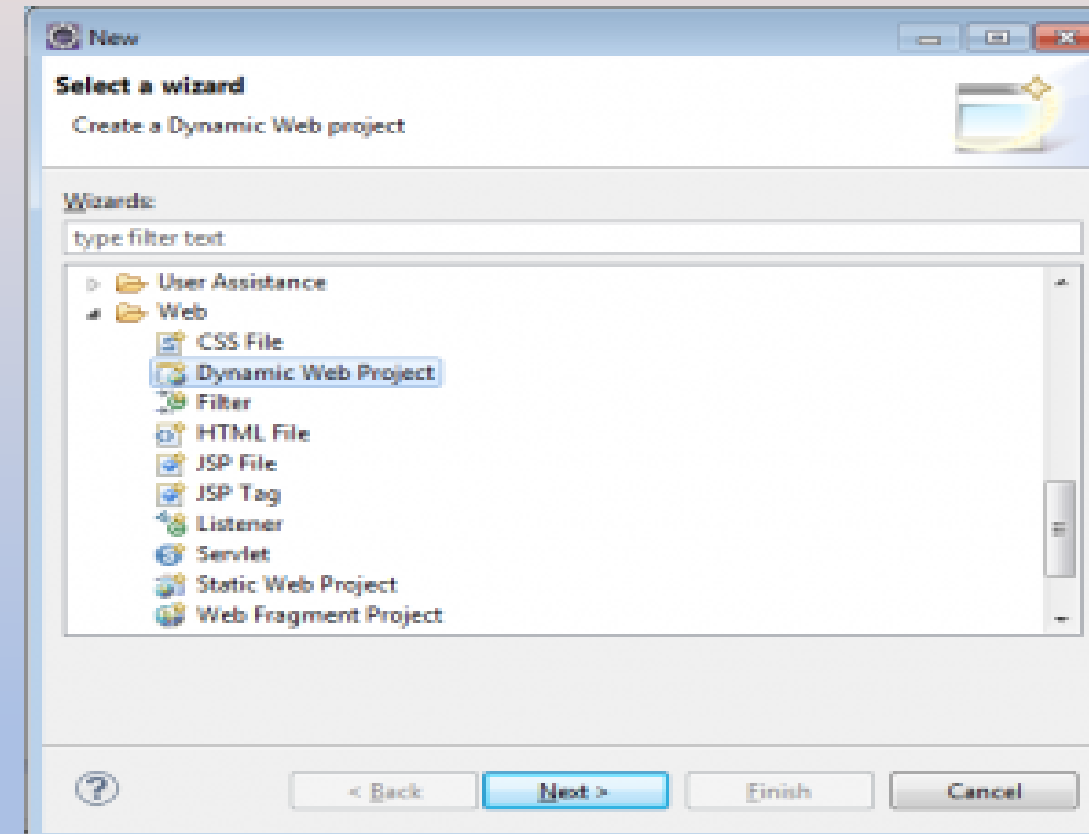 New
Select a wizard
Create a Dynamic Web project
Wizards:
type filter text
User Assistance
Web
CSS File
Dynamic Web Project
Filter
HTML File
JSP File
JSP Tag
Listener
Servlet
Static Web Project
Web Fragment Project
?
< Back Next > Finish Cancel